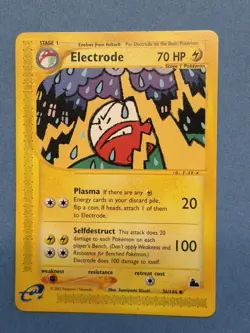 STAGE 1
Evolves from Voltorb
Put Electrode on the Basic Pokémon
Electrode
70 HP
Stage 1 Pokémon
Plasma If there are any
Energy cards in your discard pile,
flip a coin. If heads, attach 1 of them
to Electrode.
20
Selfdestruct This attack does 20
damage to each Pokémon on each
player's Bench. (Don't apply Weakness and
Resistance for Benched Pokémon.)
Electrode does 100 damage to itself.
100
weakness
resistance
retreat cost
e